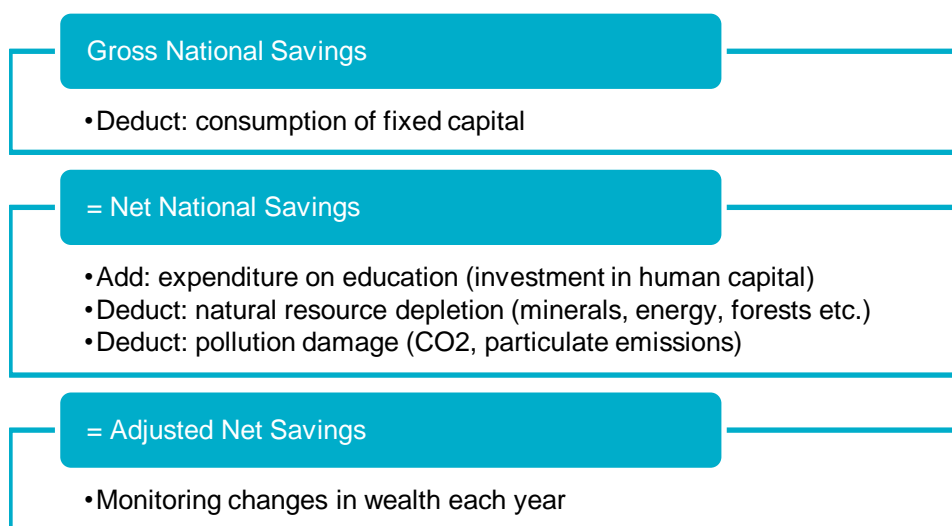 Gross National Savings
•Deduct: consumption of fixed capital
= Net National Savings
•Add: expenditure on education (investment in human capital)
•Deduct: natural resource depletion (minerals, energy, forests etc.)
•Deduct: pollution damage (CO2, particulate emissions)
= Adjusted Net Savings
•Monitoring changes in wealth each year